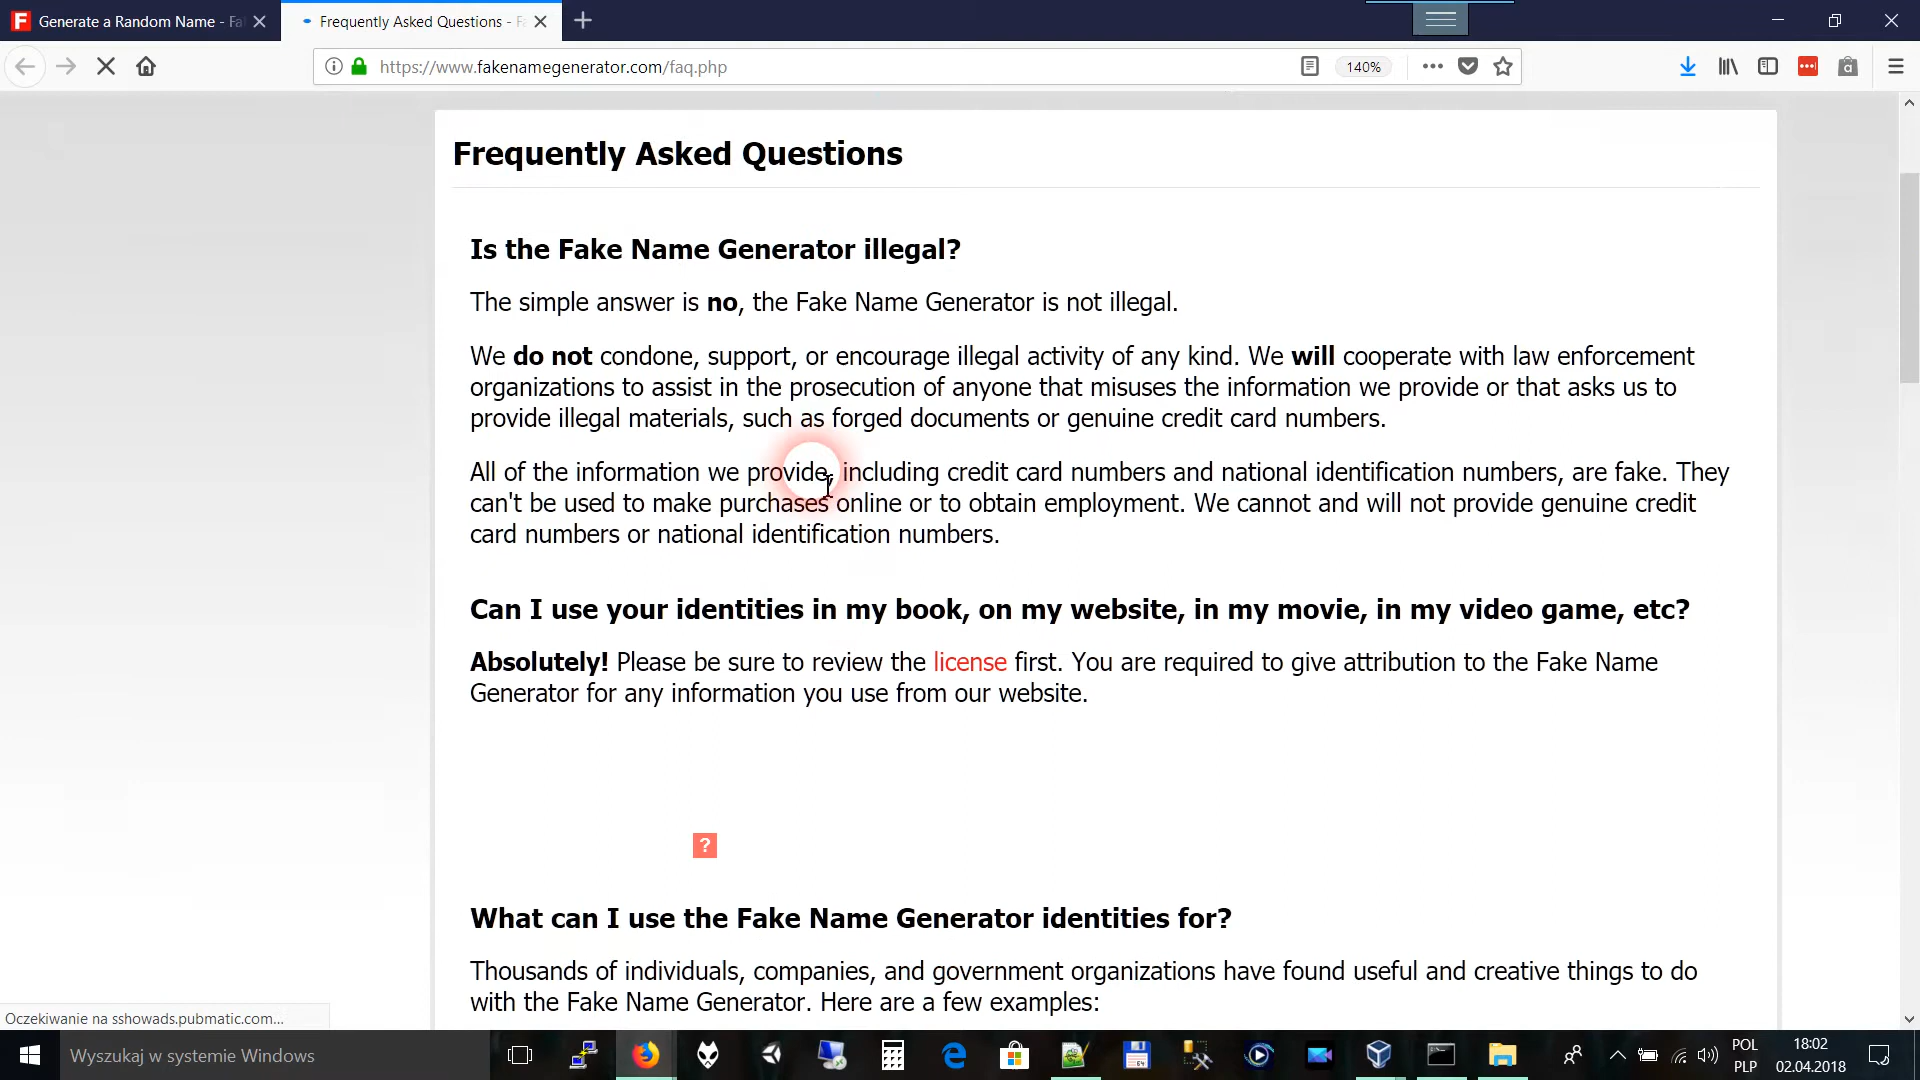 Generate a Random Name - Fa
Frequently Asked Questions - F
https://www.fakenamegenerator.com/faq.php
140%
Frequently Asked Questions
Is the Fake Name Generator illegal?
The simple answer is no, the Fake Name Generator is not illegal.
We do not condone, support, or encourage illegal activity of any kind. We will cooperate with law enforcement
organizations to assist in the prosecution of anyone that misuses the information we provide or that asks us to
provide illegal materials, such as forged documents or genuine credit card numbers.
All of the information we provide, including credit card numbers and national identification numbers, are fake. They
can't be used to make purchases online or to obtain employment. We cannot and will not provide genuine credit
card numbers or national identification numbers.
Can I use your identities in my book, on my website, in my movie, in my video game, etc?
Absolutely! Please be sure to review the license first. You are required to give attribution to the Fake Name
Generator for any information you use from our website.
?
What can I use the Fake Name Generator identities for?
Thousands of individuals, companies, and government organizations have found useful and creative things to do
with the Fake Name Generator. Here are a few examples:
Oczekiwanie na sshowads.pubmatic.com...
Wyszukaj w systemie Windows
POL
PLP
18:02
02.04.2018